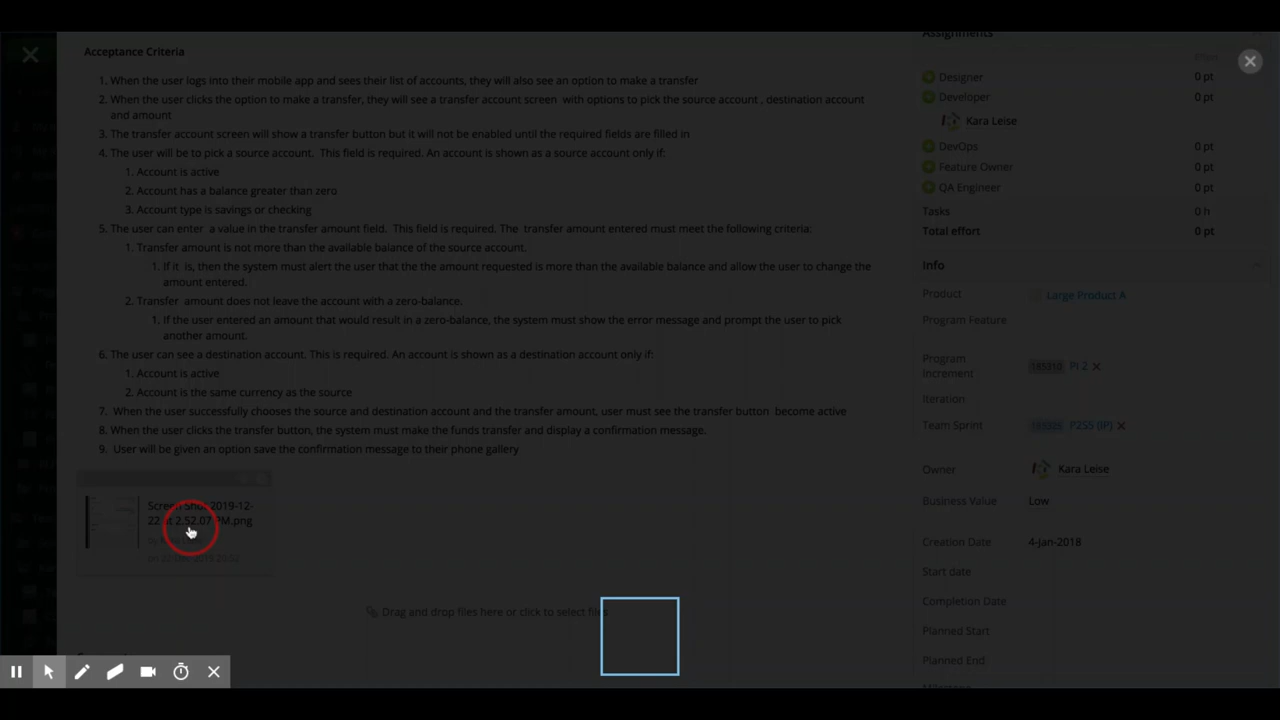 Acceptance Criteria
1. When the user logs into their mobile app and sees their list of accounts, they will also see an option to make a transfer
2. When the user clicks the option to make a transfer, they will see a transfer account screen with options to pick the source account , destination account
and amount
3. The transfer account screen will show a transfer button but it will not be enabled until the required fields are filled in
4. The user will be to pick a source account. This field is required. An account is shown as a source account only if:
1. Account is active
2. Account has a balance greater than zero
3. Account type is savings or checking
5. The user can enter a value in the transfer amount field. This field is required. The transfer amount entered must meet the following criteria:
1. Transfer amount is not more than the available balance of the source account.
1. If it is, then the system must alert the user that the the amount requested is more than the available balance and allow the user to change the
amount entered.
2. Transfer amount does not leave the account with a zero-balance.
1. If the user entered an amount that would result in a zero-balance, the system must show the error message and prompt the user to pick
another amount.
6. The user can see a destination account. This is required. An account is shown as a destination account only if:
1. Account is active
2. Account is the same currency as the source
7. When the user successfully chooses the source and destination account and the transfer amount, user must see the transfer button become active
8. When the user clicks the transfer button, the system must make the funds transfer and display a confirmation message.
9. User will be given an option save the confirmation message to their phone gallery
Screen Shot 2019-12-
22 at 2.52.07 PM.png
Drag and drop files here or click to select files
Assignments
Designer 0 pt
Developer 0 pt
Kara Leise
DevOps 0 pt
Feature Owner 0 pt
QA Engineer 0 pt
Tasks 0 h
Total effort 0 pt
Info
Product Large Product A
Program Feature
Program
Increment
185310 PI 2
Iteration
Team Sprint P2S5 (IP)
Owner Kara Leise
Business Value Low
Creation Date 4-Jan-2018
Start date
Completion Date
Planned Start
Planned End